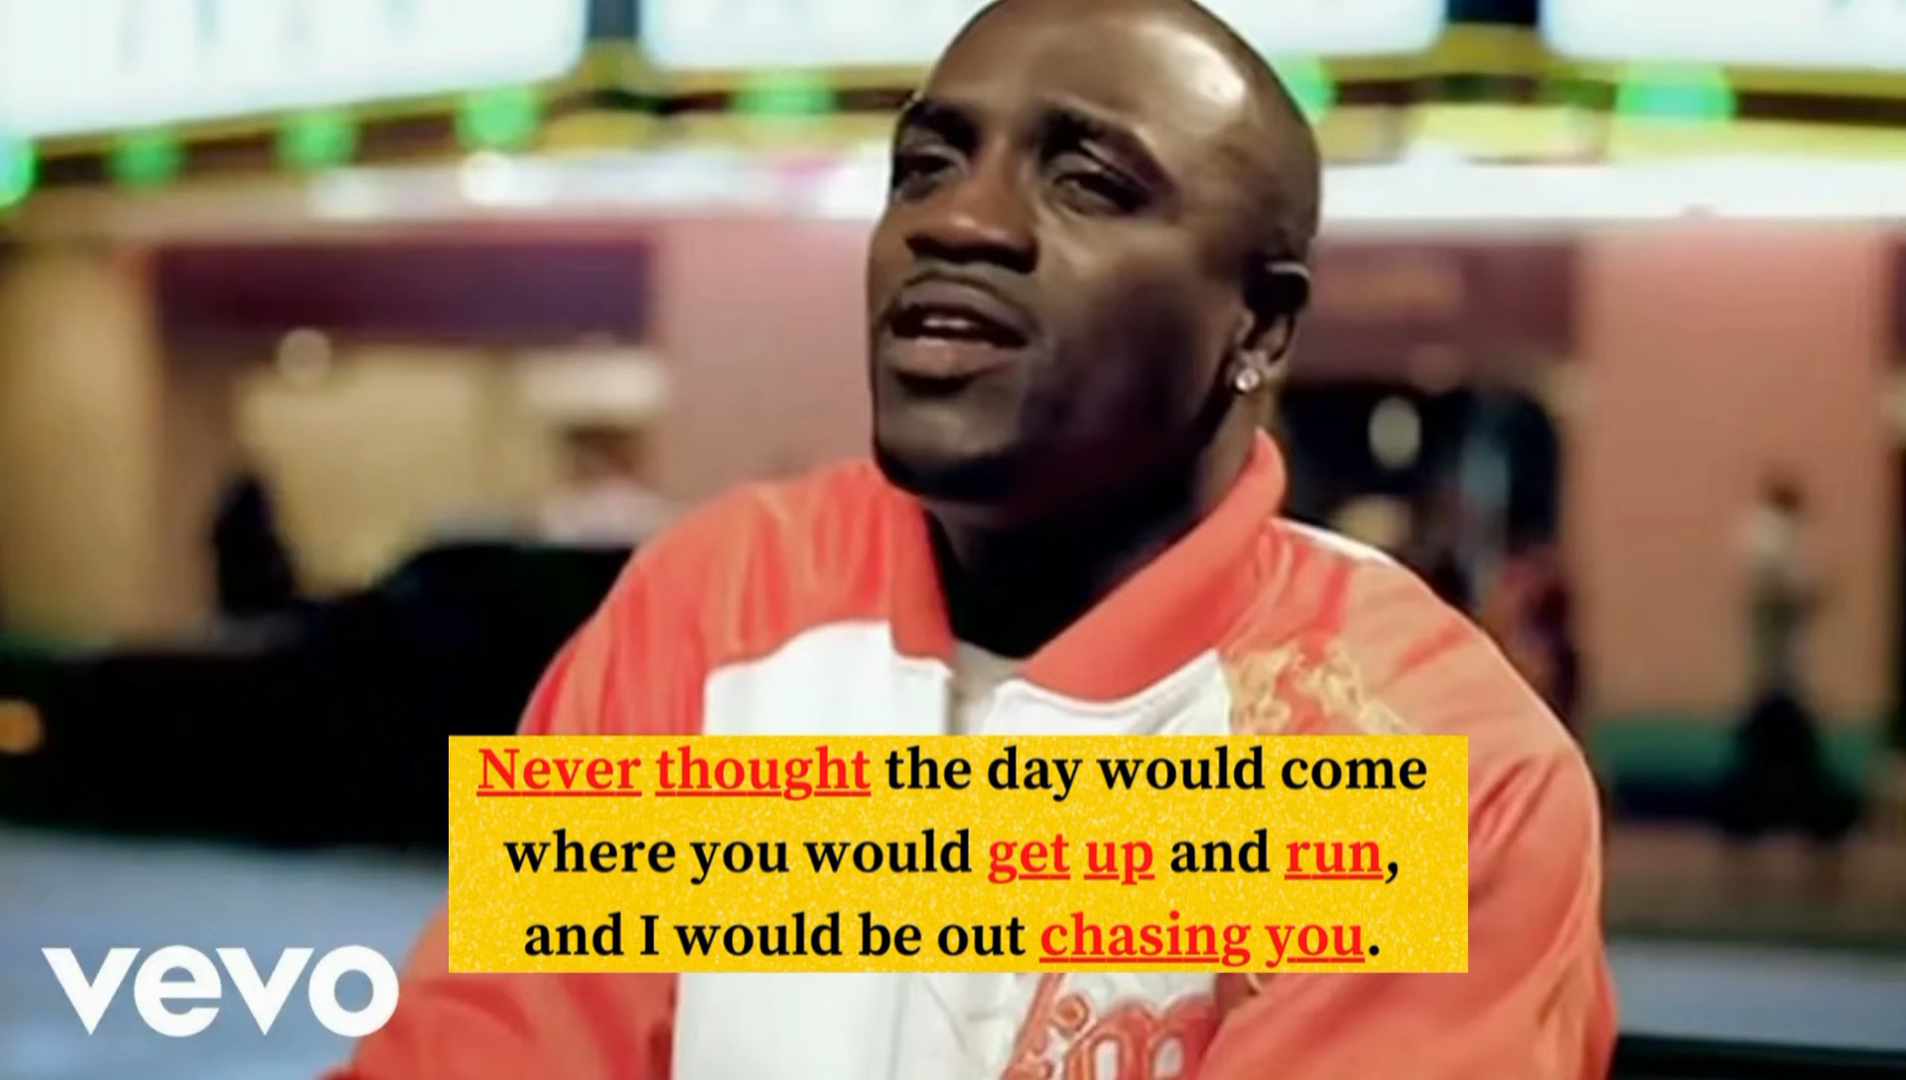 Never thought the day would come
where you would get up and run,
and I would be out chasing you.
vevo